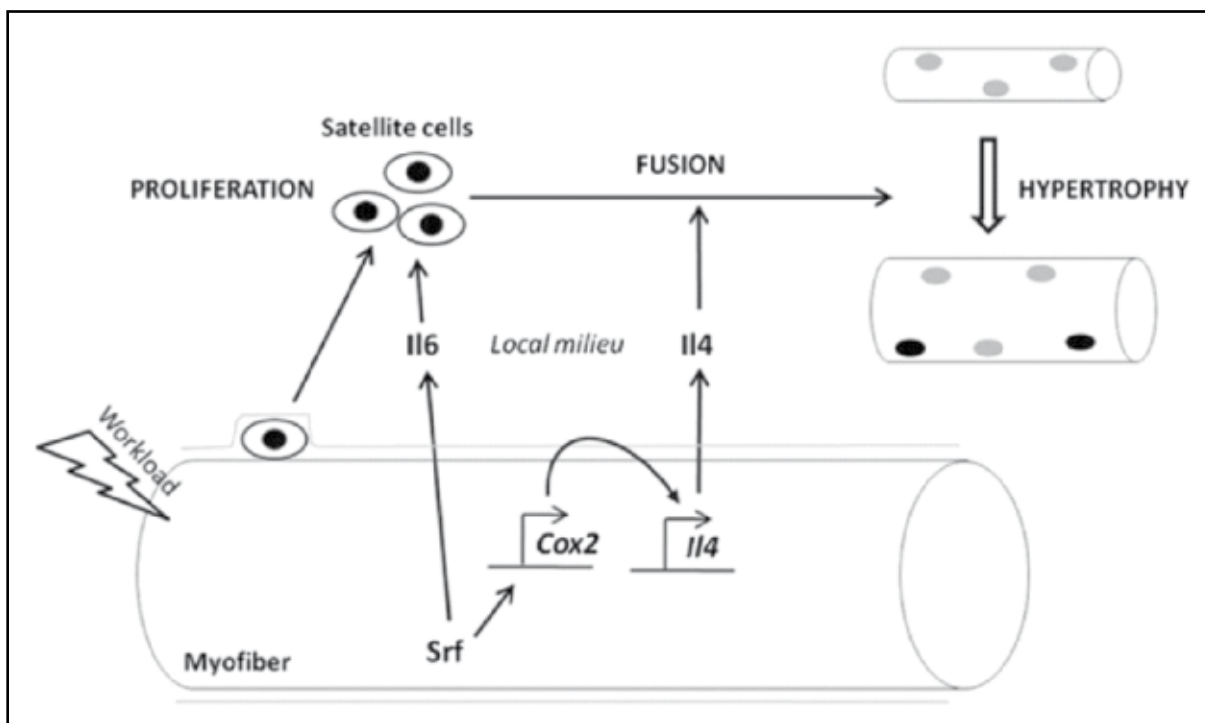 Satellite cells
PROLIFERATION
FUSION
HYPERTROPHY
Il6
Local milieu
Il4
Workload
Cox2
Il4
Srf
Myofiber